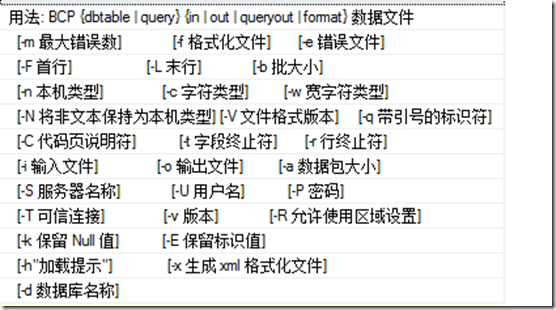 用法: BCP {dbtable | query} {in | out | queryout | format} 数据文件
[-m 最大错误数] [-f 格式化文件] [-e 错误文件]
[-F 首行] [-L 末行] [-b 批大小]
[-n 本机类型] [-c 字符类型] [-w 宽字符类型]
[-N 将非文本保持为本机类型] [-V 文件格式版本] [-q 带引号的标识符]
[-C 代码页说明符] [-t 字段终止符] [-r 行终止符]
[-i 输入文件] [-o 输出文件] [-a 数据包大小]
[-S 服务器名称] [-U 用户名] [-P 密码]
[-T 可信连接] [-v 版本] [-R 允许使用区域设置]
[-k 保留 Null 值] [-E 保留标识值]
[-h"加载提示"] [-x 生成 xml 格式化文件]
[-d 数据库名称]